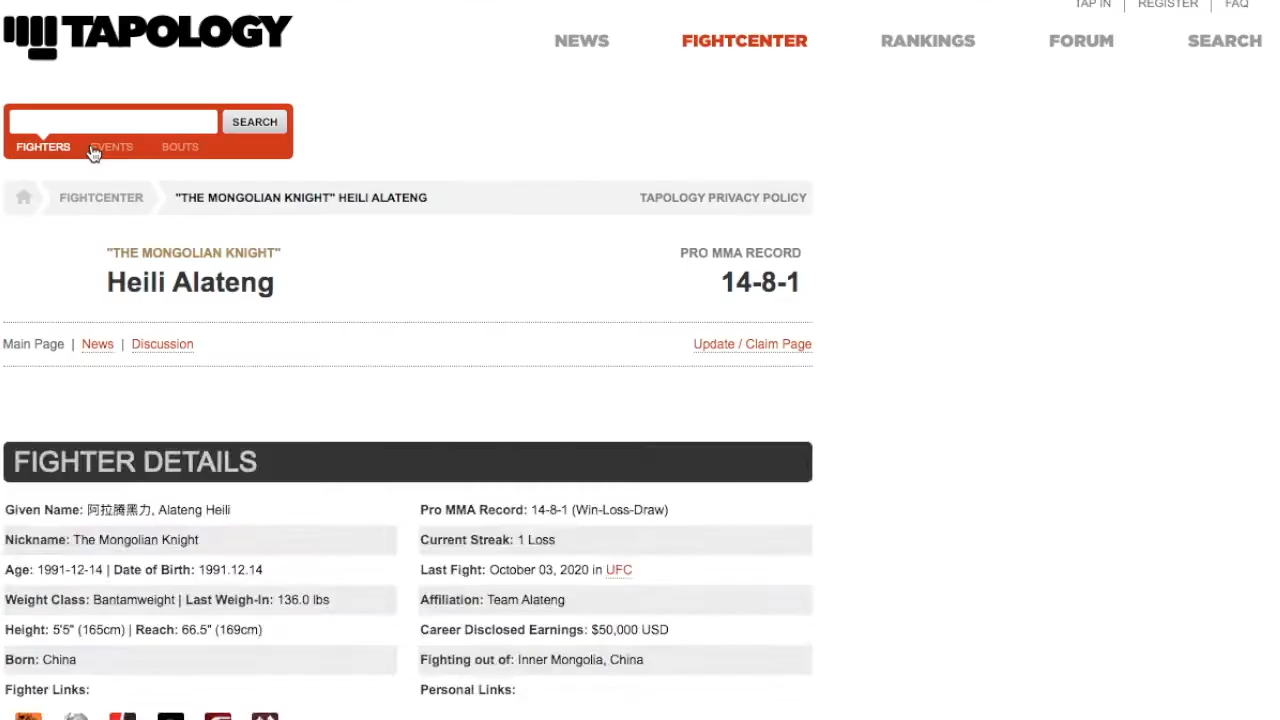 TAP IN | REGISTER | FAQ
TAPOLOGY
NEWS FIGHTCENTER RANKINGS FORUM SEARCH
SEARCH
FIGHTERS EVENTS BOUTS
FIGHTCENTER "THE MONGOLIAN KNIGHT" HEILI ALATENG TAPOLOGY PRIVACY POLICY
"THE MONGOLIAN KNIGHT" PRO MMA RECORD
Heili Alateng 14-8-1
Main Page | News | Discussion Update / Claim Page
FIGHTER DETAILS
Given Name: 阿拉腾黑力, Alateng Heili Pro MMA Record: 14-8-1 (Win-Loss-Draw)
Nickname: The Mongolian Knight Current Streak: 1 Loss
Age: 1991-12-14 | Date of Birth: 1991.12.14 Last Fight: October 03, 2020 in UFC
Weight Class: Bantamweight | Last Weigh-In: 136.0 lbs Affiliation: Team Alateng
Height: 5'5" (165cm) | Reach: 66.5" (169cm) Career Disclosed Earnings: $50,000 USD
Born: China Fighting out of: Inner Mongolia, China
Fighter Links: Personal Links: